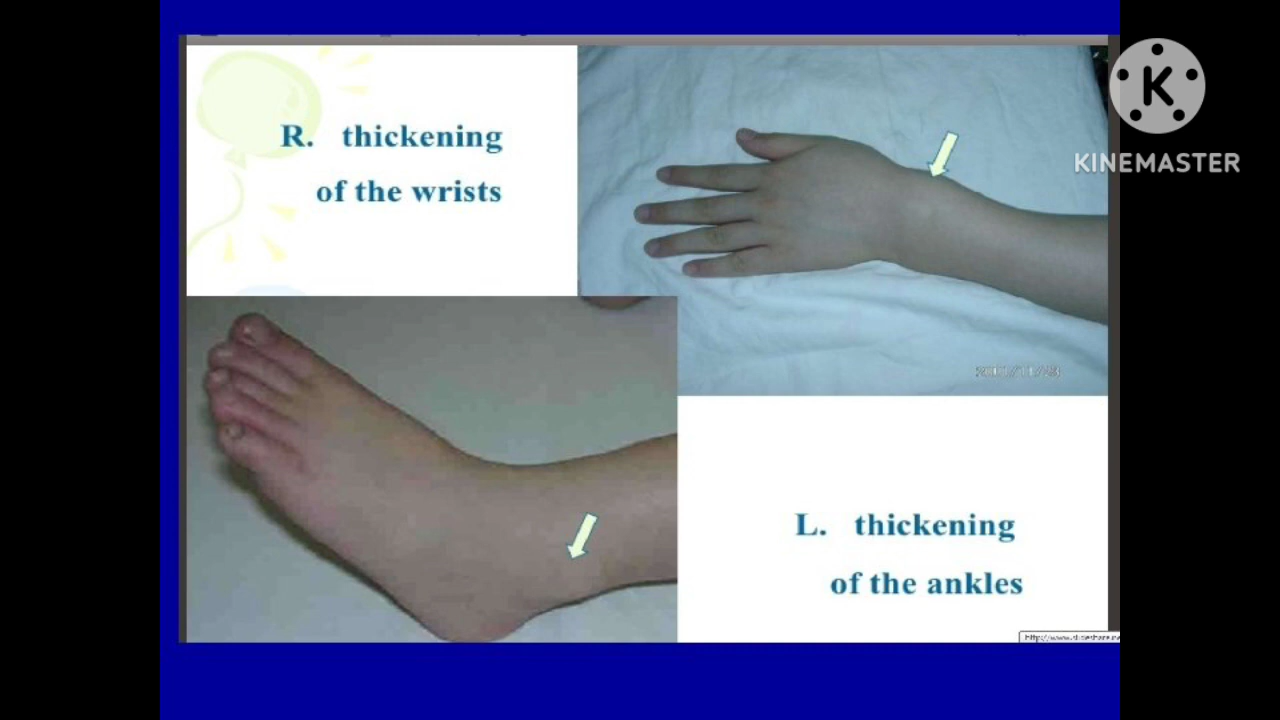 R. thickening
of the wrists
KINEMASTER
L. thickening
of the ankles